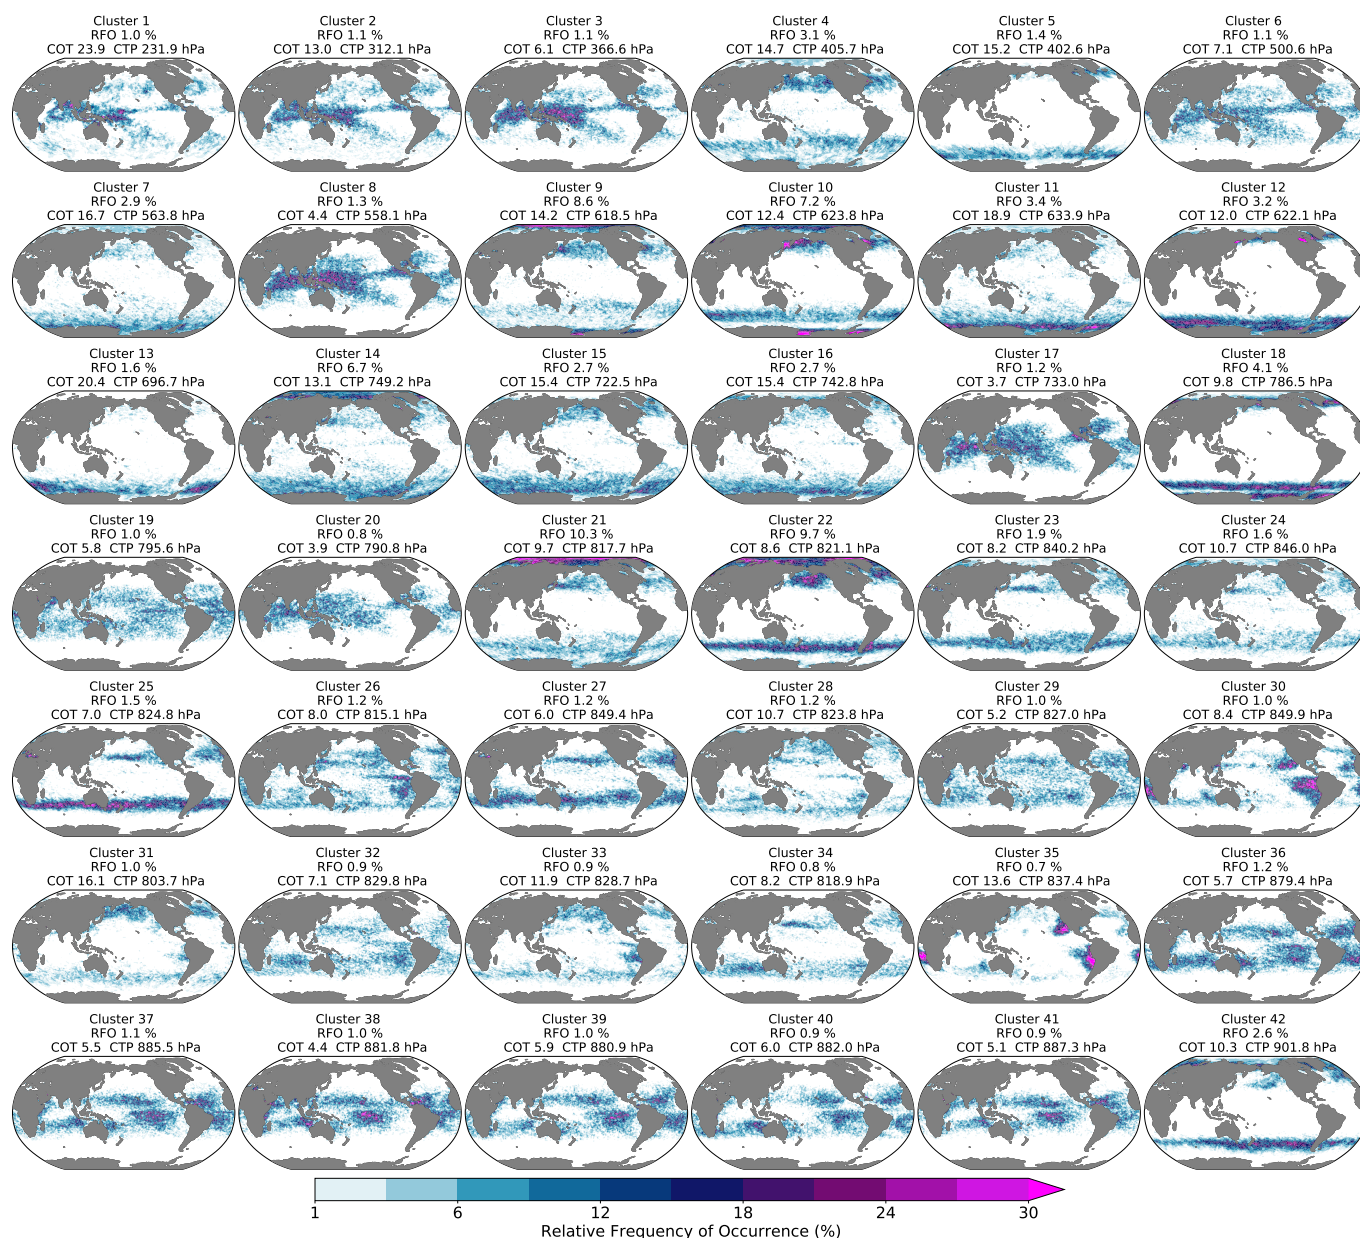 Cluster 1
RFO 1.0 %
COT 23.9  CTP 231.9 hPa
Cluster 2
RFO 1.1 %
COT 13.0  CTP 312.1 hPa
Cluster 3
RFO 1.1 %
COT 6.1  CTP 366.6 hPa
Cluster 4
RFO 3.1 %
COT 14.7  CTP 405.7 hPa
Cluster 5
RFO 1.4 %
COT 15.2  CTP 402.6 hPa
Cluster 6
RFO 1.1 %
COT 7.1  CTP 500.6 hPa
Cluster 7
RFO 2.9 %
COT 16.7  CTP 563.8 hPa
Cluster 8
RFO 1.3 %
COT 4.4  CTP 558.1 hPa
Cluster 9
RFO 8.6 %
COT 14.2  CTP 618.5 hPa
Cluster 10
RFO 7.2 %
COT 12.4  CTP 623.8 hPa
Cluster 11
RFO 3.4 %
COT 18.9  CTP 633.9 hPa
Cluster 12
RFO 3.2 %
COT 12.0  CTP 622.1 hPa
Cluster 13
RFO 1.6 %
COT 20.4  CTP 696.7 hPa
Cluster 14
RFO 6.7 %
COT 13.1  CTP 749.2 hPa
Cluster 15
RFO 2.7 %
COT 15.4  CTP 722.5 hPa
Cluster 16
RFO 2.7 %
COT 15.4  CTP 742.8 hPa
Cluster 17
RFO 1.2 %
COT 3.7  CTP 733.0 hPa
Cluster 18
RFO 4.1 %
COT 9.8  CTP 786.5 hPa
Cluster 19
RFO 1.0 %
COT 5.8  CTP 795.6 hPa
Cluster 20
RFO 0.8 %
COT 3.9  CTP 790.8 hPa
Cluster 21
RFO 10.3 %
COT 9.7  CTP 817.7 hPa
Cluster 22
RFO 9.7 %
COT 8.6  CTP 821.1 hPa
Cluster 23
RFO 1.9 %
COT 8.2  CTP 840.2 hPa
Cluster 24
RFO 1.6 %
COT 10.7  CTP 846.0 hPa
Cluster 25
RFO 1.5 %
COT 7.0  CTP 824.8 hPa
Cluster 26
RFO 1.2 %
COT 8.0  CTP 815.1 hPa
Cluster 27
RFO 1.2 %
COT 6.0  CTP 849.4 hPa
Cluster 28
RFO 1.2 %
COT 10.7  CTP 823.8 hPa
Cluster 29
RFO 1.0 %
COT 5.2  CTP 827.0 hPa
Cluster 30
RFO 1.0 %
COT 8.4  CTP 849.9 hPa
Cluster 31
RFO 1.0 %
COT 16.1  CTP 803.7 hPa
Cluster 32
RFO 0.9 %
COT 7.1  CTP 829.8 hPa
Cluster 33
RFO 0.9 %
COT 11.9  CTP 828.7 hPa
Cluster 34
RFO 0.8 %
COT 8.2  CTP 818.9 hPa
Cluster 35
RFO 0.7 %
COT 13.6  CTP 837.4 hPa
Cluster 36
RFO 1.2 %
COT 5.7  CTP 879.4 hPa
Cluster 37
RFO 1.1 %
COT 5.5  CTP 885.5 hPa
Cluster 38
RFO 1.0 %
COT 4.4  CTP 881.8 hPa
Cluster 39
RFO 1.0 %
COT 5.9  CTP 880.9 hPa
Cluster 40
RFO 0.9 %
COT 6.0  CTP 882.0 hPa
Cluster 41
RFO 0.9 %
COT 5.1  CTP 887.3 hPa
Cluster 42
RFO 2.6 %
COT 10.3  CTP 901.8 hPa
1 6 12 18 24 30
Relative Frequency of Occurrence (%)